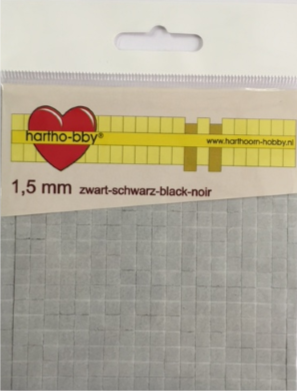 hartho-bby®
www.harthoorn-hobby.nl
1,5 mm zwart-schwarz-black-noir